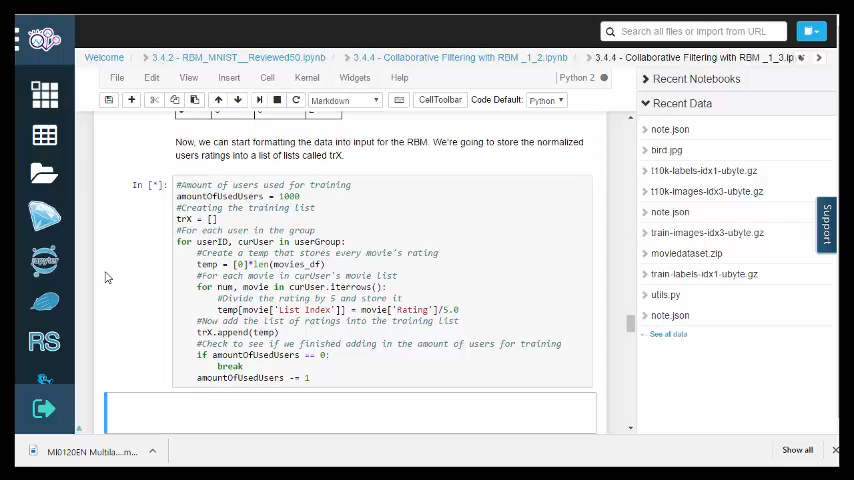 Search all files or import from URL
Welcome
3.4.2 - RBM_MNIST__Reviewed50.ipynb
3.4.4 - Collaborative Filtering with RBM _1_2.ipynb
3.4.4 - Collaborative Filtering with RBM _1_3.ip
File Edit View Insert Cell Kernel Widgets Help Python 2
Markdown CellToolbar Code Default: Python
Now, we can start formatting the data into input for the RBM. We're going to store the normalized
users ratings into a list of lists called trX.
In [*]:
#Amount of users used for training
amountOfUsedUsers = 1000
#Creating the training list
trX = []
#For each user in the group
for userID, curUser in userGroup:
#Create a temp that stores every movie's rating
temp = [0]*len(movies_df)
#For each movie in curUser's movie list
for num, movie in curUser.iterrows():
#Divide the rating by 5 and store it
temp[movie['List Index']] = movie['Rating']/5.0
#Now add the list of ratings into the training list
trX.append(temp)
#Check to see if we finished adding in the amount of users for training
if amountOfUsedUsers == 0:
break
amountOfUsedUsers -= 1
Recent Notebooks
Recent Data
note.json
bird.jpg
t10k-labels-idx1-ubyte.gz
t10k-images-idx3-ubyte.gz
note.json
train-images-idx3-ubyte.gz
moviedataset.zip
train-labels-idx1-ubyte.gz
utils.py
note.json
See all data
Support
RS
MI0120EN Multila....m...
Show all